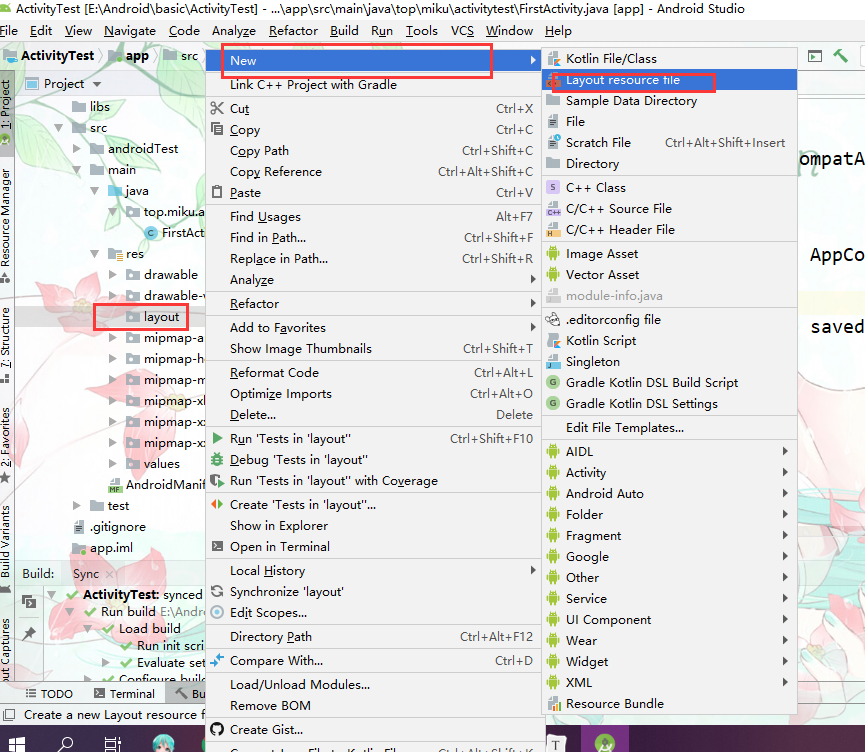 ActivityTest [E:\Android\basic\ActivityTest] - ...\app\src\main\java\top\miku\activitytest\FirstActivity.java [app] - Android Studio
File Edit View Navigate Code Analyze Refactor Build Run Tools VCS Window Help
ActivityTest app src
1: Project
Resource Manager
7: Structure
2: Favorites
Build Variants
Captures
Project
libs
src
androidTest
main
java
top.miku.a
FirstAct
res
drawable
drawable-v
layout
mipmap-a
mipmap-h
mipmap-m
mipmap-xl
mipmap-xx
mipmap-xx
values
AndroidManif
test
.gitignore
app.iml
Build: Sync
ActivityTest: synced
Run build E:\Andro
Load build
Run init scri
Evaluate set
Configure build
TODO Terminal Bu
Create a new Layout resource f
New
Link C++ Project with Gradle
Cut Ctrl+X
Copy Ctrl+C
Copy Path Ctrl+Shift+C
Copy Reference Ctrl+Alt+Shift+C
Paste Ctrl+V
Find Usages Alt+F7
Find in Path... Ctrl+Shift+F
Replace in Path... Ctrl+Shift+R
Analyze
Refactor
Add to Favorites
Show Image Thumbnails Ctrl+Shift+T
Reformat Code Ctrl+Alt+L
Optimize Imports Ctrl+Alt+O
Delete... Delete
Run 'Tests in 'layout'' Ctrl+Shift+F10
Debug 'Tests in 'layout''
Run 'Tests in 'layout'' with Coverage
Create 'Tests in 'layout''...
Show in Explorer
Open in Terminal
Local History
Synchronize 'layout'
Edit Scopes...
Directory Path Ctrl+Alt+F12
Compare With... Ctrl+D
Load/Unload Modules...
Remove BOM
Create Gist...
Kotlin File/Class
Layout resource file
Sample Data Directory
File
Scratch File Ctrl+Alt+Shift+Insert
Directory
S C++ Class
C++ C/C++ Source File
H C/C++ Header File
Image Asset
Vector Asset
module-info.java
.editorconfig file
Kotlin Script
Singleton
G Gradle Kotlin DSL Build Script
G Gradle Kotlin DSL Settings
Edit File Templates...
AIDL
Activity
Android Auto
Folder
Fragment
Google
Other
Service
UI Component
Wear
Widget
XML
Resource Bundle
ompatA
AppCo
saved